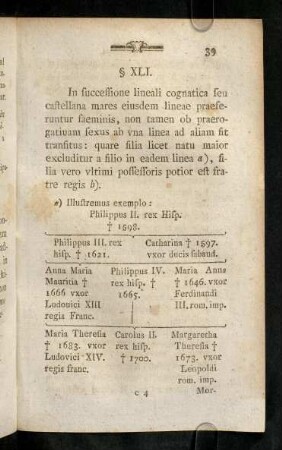 39
§ XLI.
In successione lineali cognatica seu
castellana mares eiusdem lineae praefe-
runtur faeminis, non tamen ob praero-
gatiuam sexus ab vna linea ad aliam fit
transitus: quare filia licet natu maior
excluditur a filio in eadem linea a), fi-
lia vero vltimi possessoris potior est fra-
tre regis b).
a) Illustremus exemplo:
Philippus II. rex Hisp.
† 1598.
Philippus III. rex
hisp. † 1621.
Catharina † 1597.
vxor ducis sabaud.
Anna Maria
Mauritia †
1666 vxor
Ludouici XIII
regis Franc.
Philippus IV.
rex hisp. †
1665.
Maria Anna
† 1646. vxor
Ferdinandi
III. rom. imp.
Maria Theresia
† 1683. vxor
Ludovici XIV.
regis franc.
Carolus II.
rex hisp.
† 1700.
Margaretha
Theresia †
1673. vxor
Leopoldi
rom. imp.
c 4
Mor-